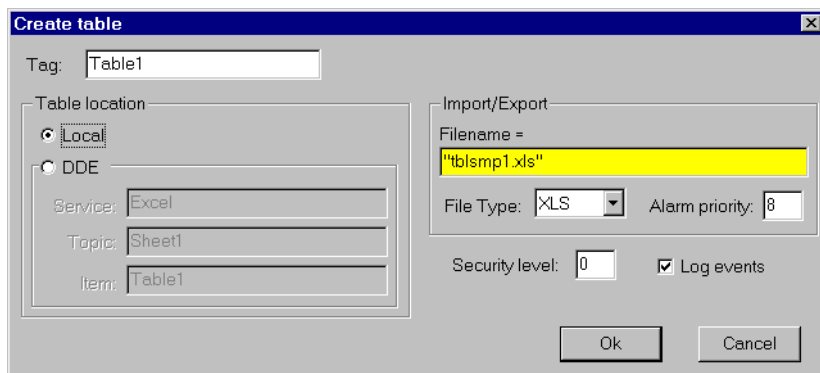 Create table
Tag: Table1
Table location
Local
DDE
Service: Excel
Topic: Sheet1
Item: Table1
Import/Export
Filename =
"tblsmp1.xls"
File Type: XLS Alarm priority: 8
Security level: 0 Log events
Ok Cancel